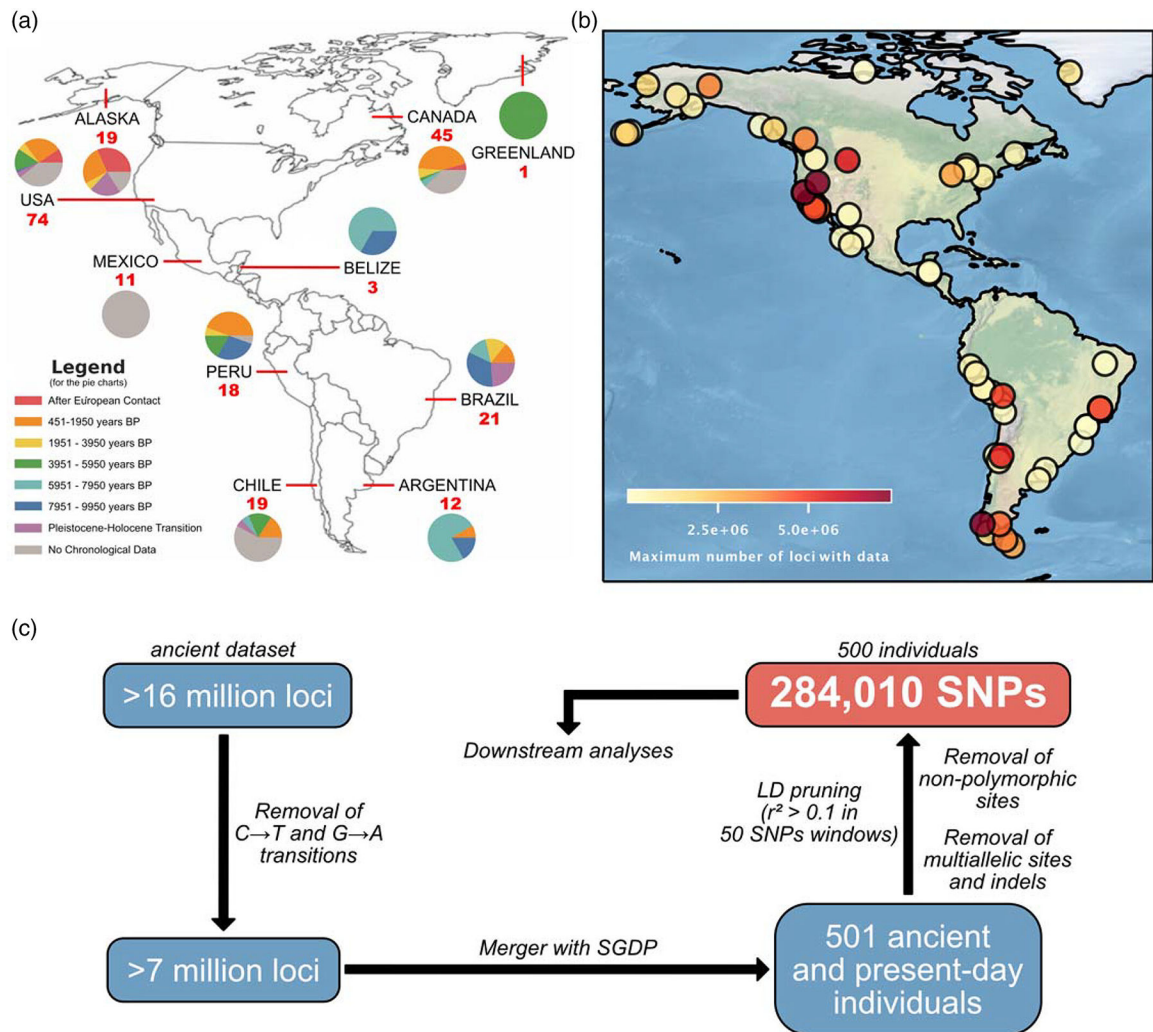 (a)
ALASKA
19
CANADA
45
GREENLAND
1
USA
74
MEXICO
11
BELIZE
3
PERU
18
BRAZIL
21
CHILE
19
ARGENTINA
12
Legend
(for the pie charts)
After European Contact
451-1950 years BP
1951 - 3950 years BP
3951 - 5950 years BP
5951 - 7950 years BP
7951 - 9950 years BP
Pleistocene-Holocene Transition
No Chronological Data
(b)
2.5e+06
5.0e+06
Maximum number of loci with data
(c)
ancient dataset
>16 million loci
Removal of
C→T and G→A
transitions
>7 million loci
Merger with SGDP
501 ancient
and present-day
individuals
LD pruning
(r² > 0.1 in
50 SNPs windows)
Removal of
non-polymorphic
sites
Removal of
multiallelic sites
and indels
500 individuals
284,010 SNPs
Downstream analyses